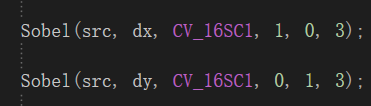 Sobel(src, dx, CV_16SC1, 1, 0, 3);
Sobel(src, dy, CV_16SC1, 0, 1, 3);